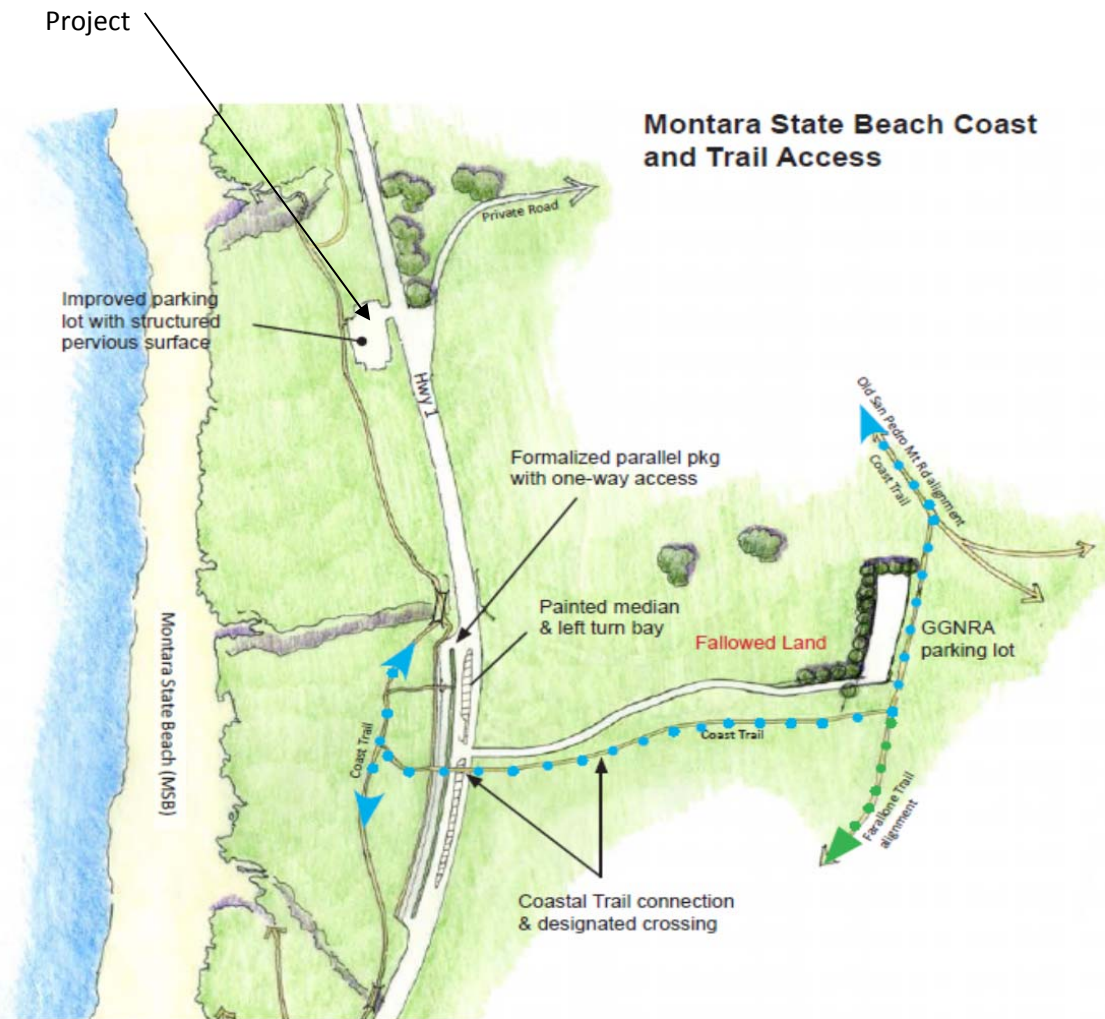 Project
Montara State Beach Coast
and Trail Access
Private Road
Improved parking
lot with structured
pervious surface
Hwy 1
Old San Pedro Mt Rd alignment
Coast Trail
Formalized parallel pkg
with one-way access
Painted median
& left turn bay
Fallowed Land
GGNRA
parking lot
Montara State Beach (MSB)
Coast Trail
Coast Trail
Farallone Trail
alignment
Coastal Trail connection
& designated crossing